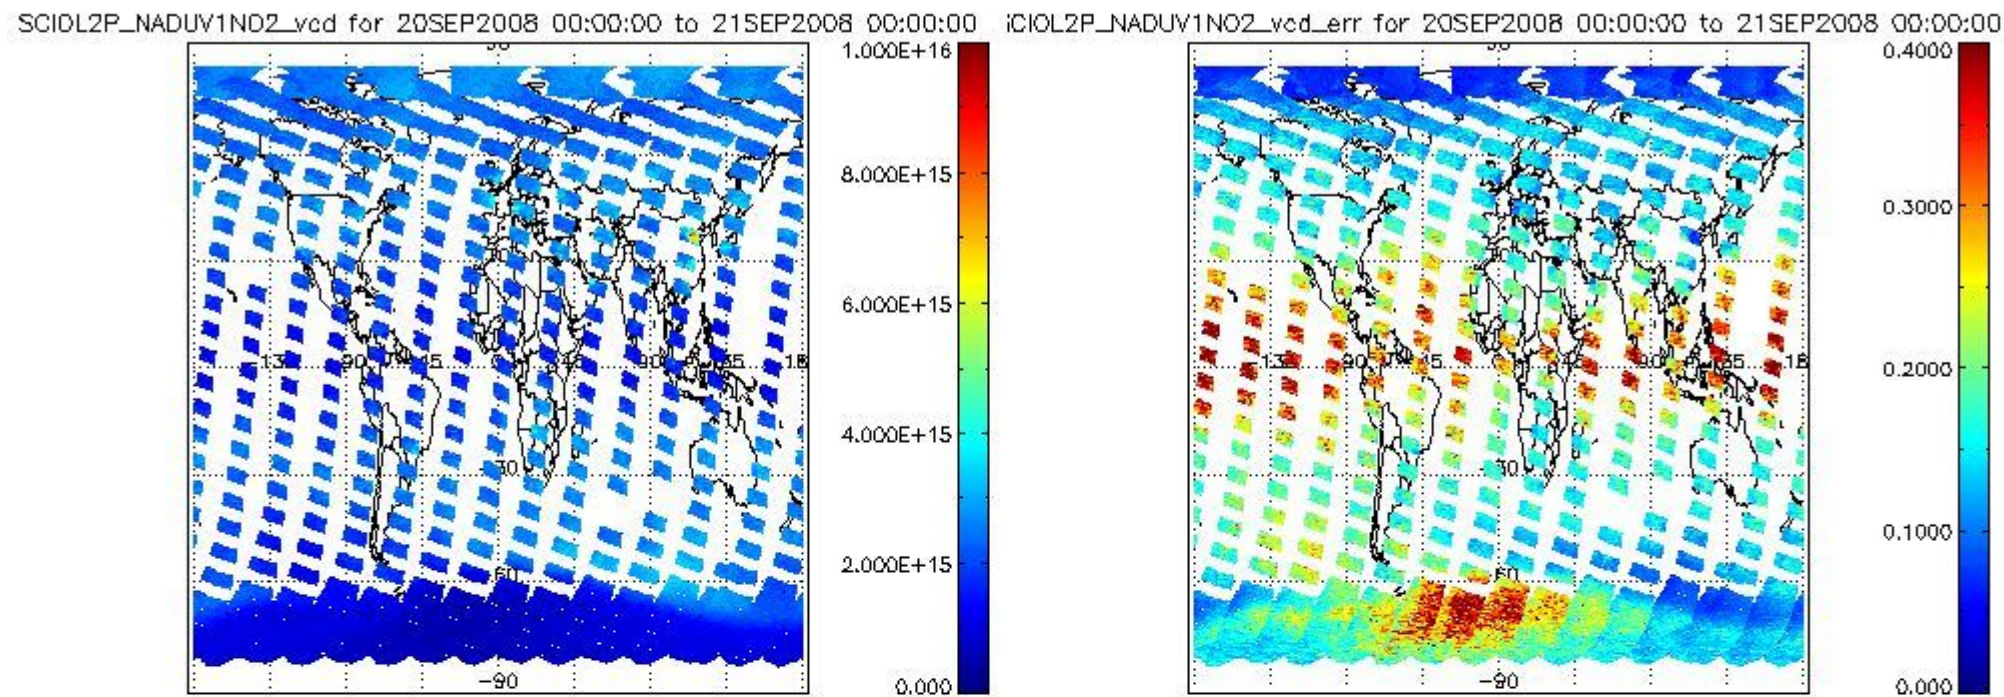 SCIOL2P_NADUV1NO2_vcd for 20SEP2008 00:00:00 to 21SEP2008 00:00:00
iCIOL2P_NADUV1NO2_vcd_err for 20SEP2008 00:00:00 to 21SEP2008 00:00:00
1.000E+16
8.000E+15
6.000E+15
4.000E+15
2.000E+15
0.000
-30
-90
0.4000
0.3000
0.2000
0.1000
0.000
-30
-90